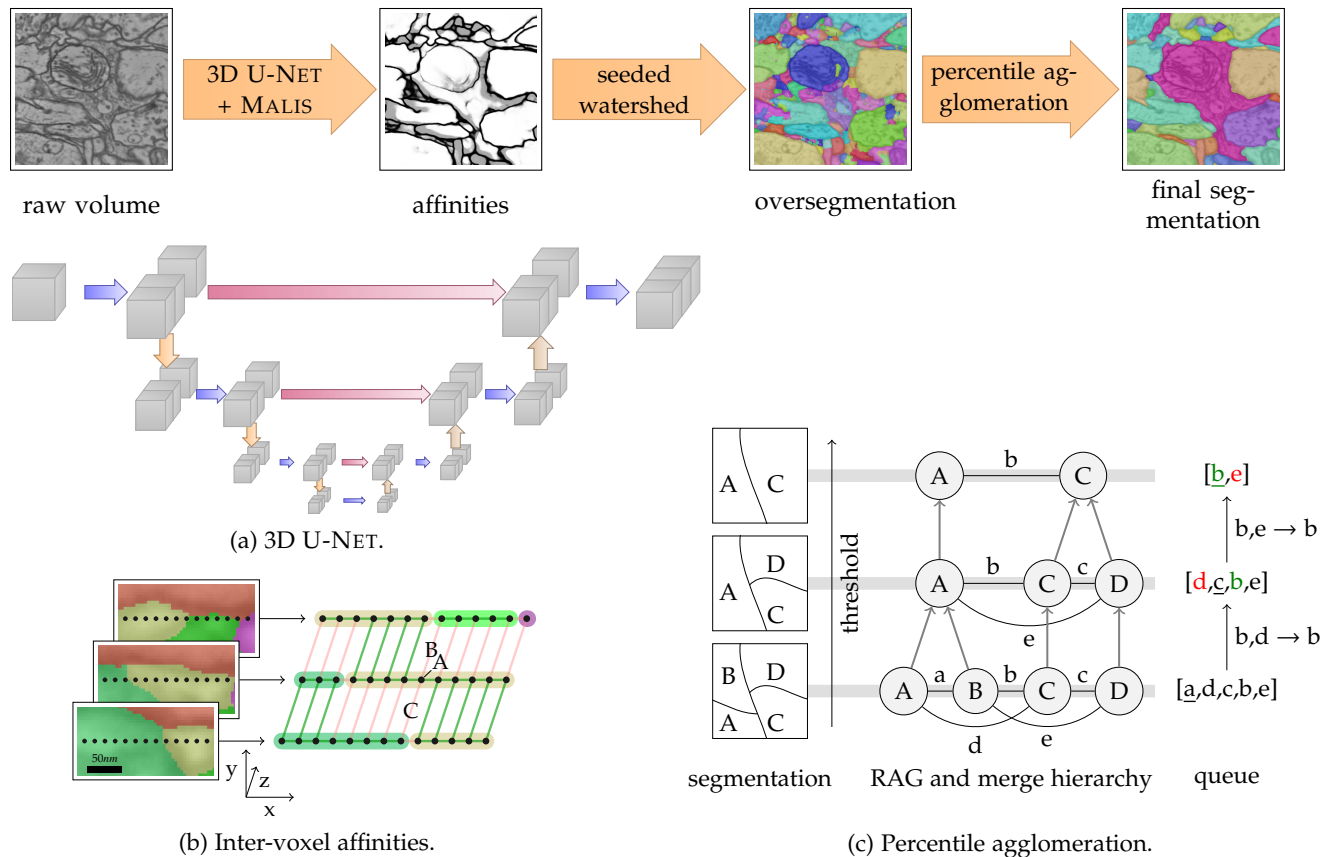 3D U-NET
+ MALIS
seeded
watershed
percentile ag-
glomeration
raw volume
affinities
oversegmentation
final seg-
mentation
(a) 3D U-NET.
B
A
C
50nm
y
z
x
(b) Inter-voxel affinities.
A
C
threshold
A
b
C
[b,e]
b,e → b
D
A
C
A
b
C
c
D
[d,c,b,e]
e
b,d → b
B
D
A
C
A
a
B
b
C
c
D
[a,d,c,b,e]
d
e
segmentation
RAG and merge hierarchy
queue
(c) Percentile agglomeration.